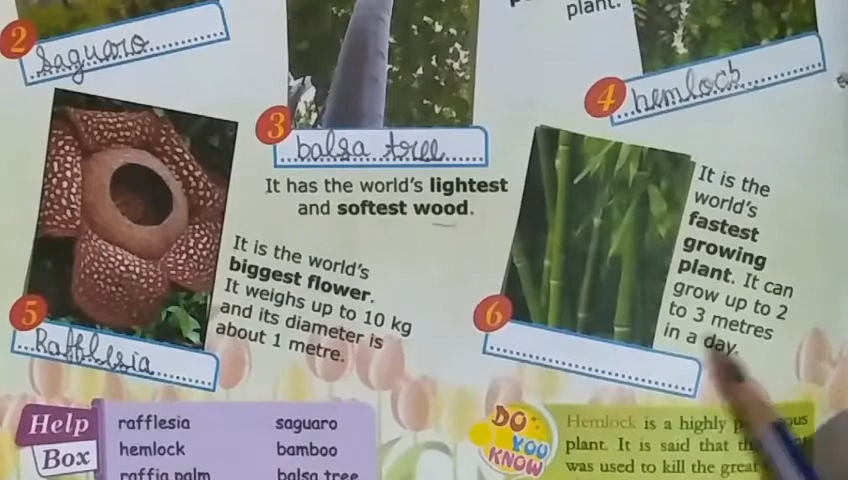 plant.
2
saguaro
3
balsa tree
It has the world's lightest
and softest wood.
4
hemlock
5
Rafflesia
It is the world's
biggest flower.
It weighs up to 10 kg
and its diameter is
about 1 metre.
6
It is the
world's
fastest
growing
plant. It can
grow up to 2
to 3 metres
in a day.
Help
Box
rafflesia
saguaro
hemlock
bamboo
raffia palm
balsa tree
DO
YOU
KNOW
Hemlock is a highly
plant. It is said that
was used to kill the great